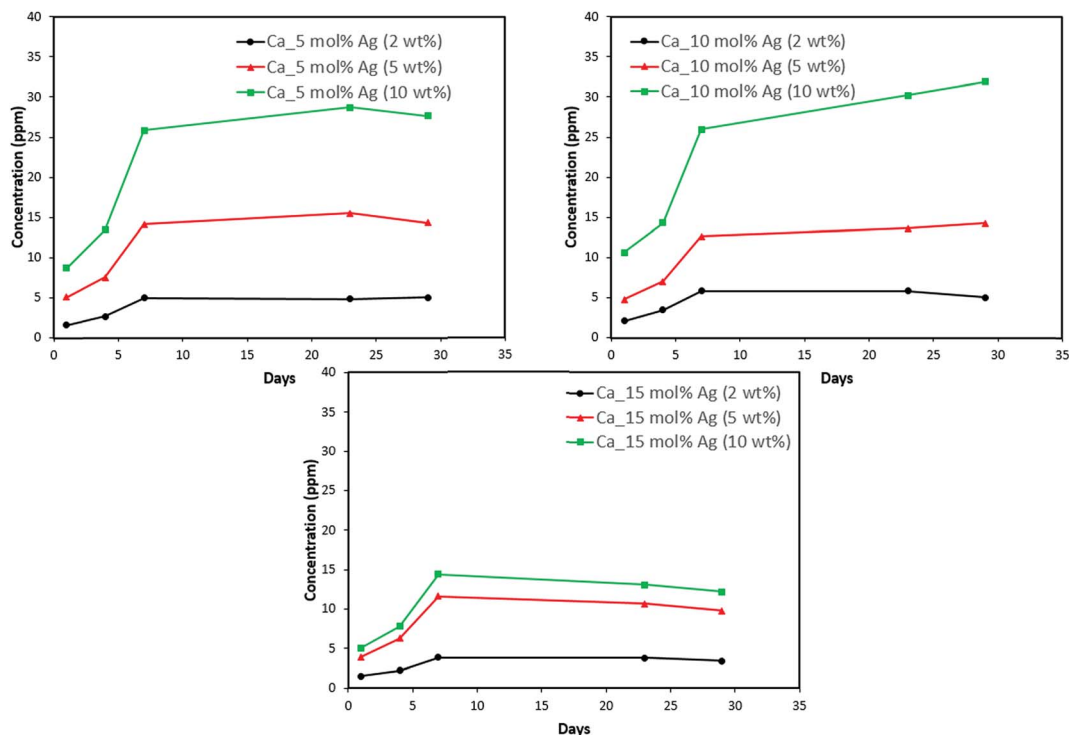 40
35
30
25
20
15
10
5
0
Concentration (ppm)
Ca_5 mol% Ag (2 wt%)
Ca_5 mol% Ag (5 wt%)
Ca_5 mol% Ag (10 wt%)
0 5 10 15 20 25 30 35
Days
40
35
30
25
20
15
10
5
0
Concentration (ppm)
Ca_10 mol% Ag (2 wt%)
Ca_10 mol% Ag (5 wt%)
Ca_10 mol% Ag (10 wt%)
0 5 10 15 20 25 30 35
Days
40
35
30
25
20
15
10
5
0
Concentration (ppm)
Ca_15 mol% Ag (2 wt%)
Ca_15 mol% Ag (5 wt%)
Ca_15 mol% Ag (10 wt%)
0 5 10 15 20 25 30 35
Days